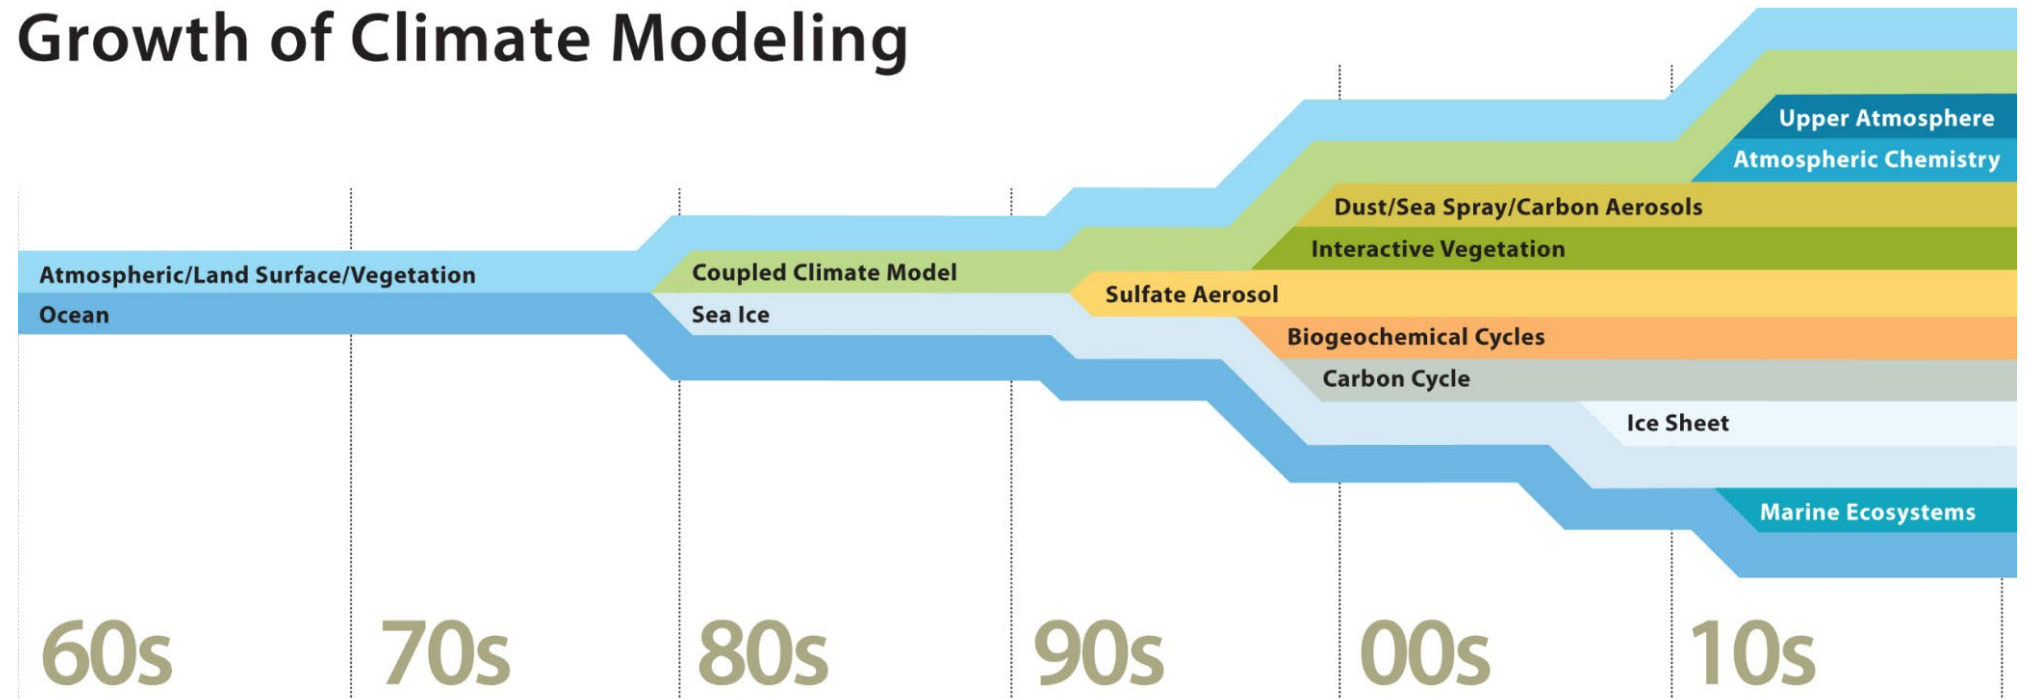 Growth of Climate Modeling
Upper Atmosphere
Atmospheric Chemistry
Dust/Sea Spray/Carbon Aerosols
Interactive Vegetation
Atmospheric/Land Surface/Vegetation
Coupled Climate Model
Sulfate Aerosol
Ocean
Sea Ice
Biogeochemical Cycles
Carbon Cycle
Ice Sheet
Marine Ecosystems
60s
70s
80s
90s
00s
10s